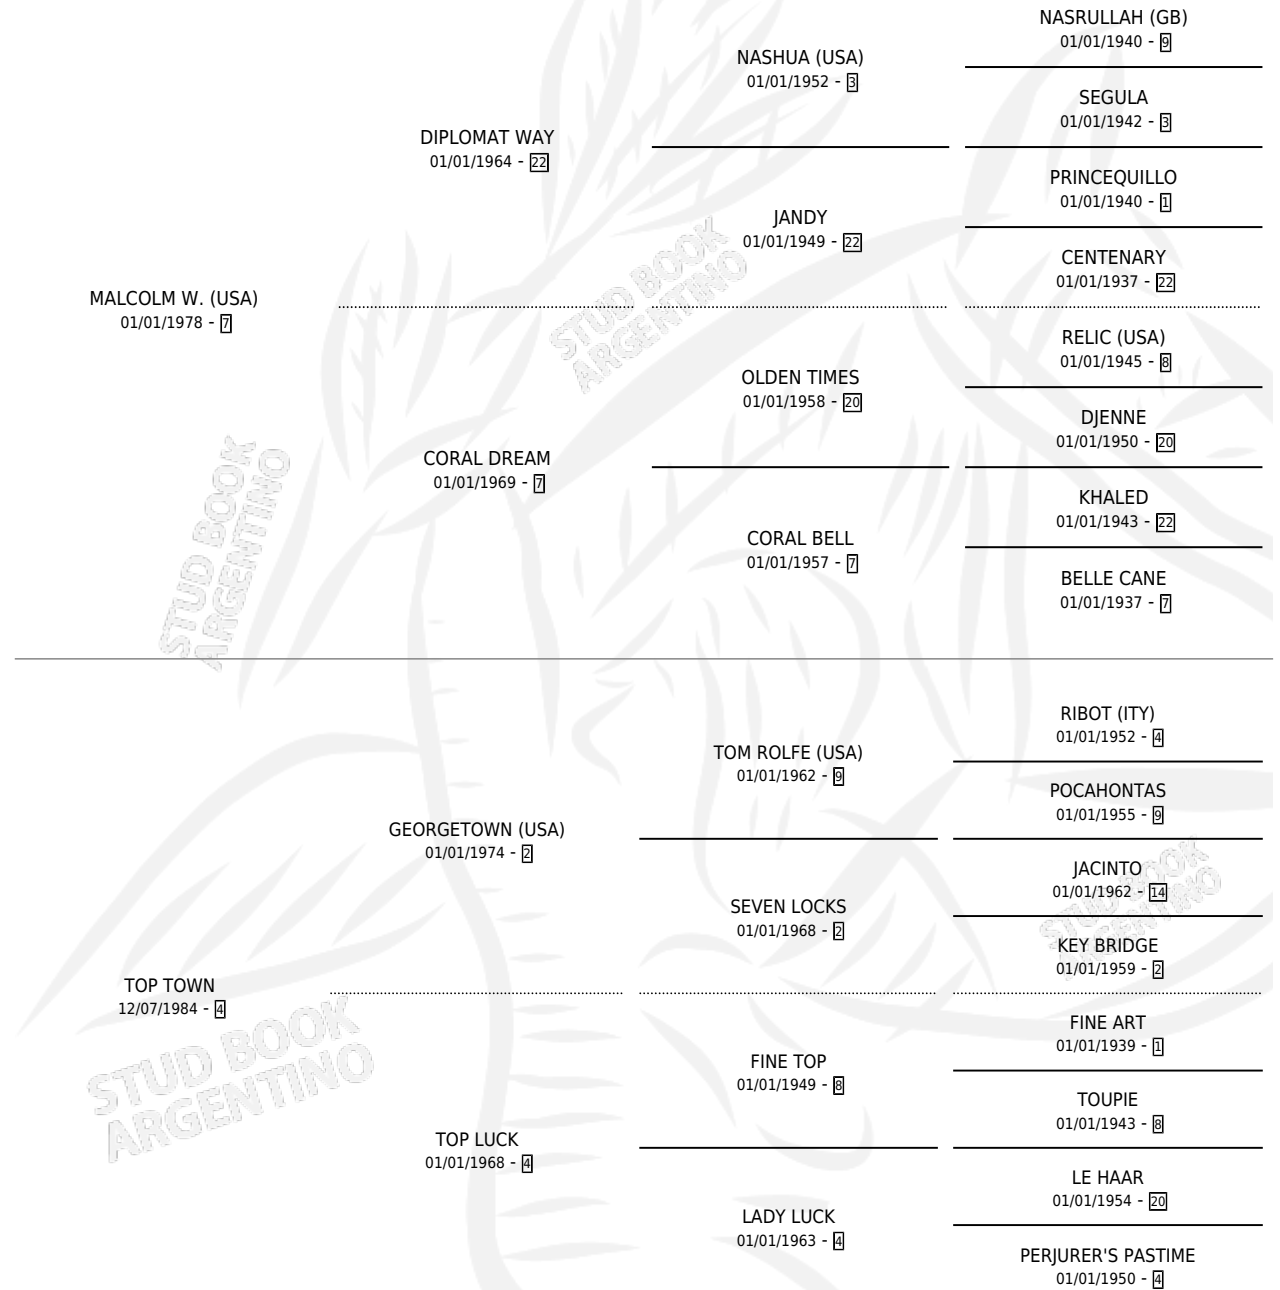 NASRULLAH (GB)
01/01/1940 - 9
NASHUA (USA)
01/01/1952 - 3
SEGULA
01/01/1942 - 3
DIPLOMAT WAY
01/01/1964 - 22
PRINCEQUILLO
01/01/1940 - 1
JANDY
01/01/1949 - 22
CENTENARY
01/01/1937 - 22
MALCOLM W. (USA)
01/01/1978 - 7
RELIC (USA)
01/01/1945 - 8
OLDEN TIMES
01/01/1958 - 20
DJENNE
01/01/1950 - 20
CORAL DREAM
01/01/1969 - 7
KHALED
01/01/1943 - 22
CORAL BELL
01/01/1957 - 7
BELLE CANE
01/01/1937 - 7
STUD BOOK
ARGENTINO
STUD BOOK
ARGENTINO
RIBOT (ITY)
01/01/1952 - 4
TOM ROLFE (USA)
01/01/1962 - 9
POCAHONTAS
01/01/1955 - 9
GEORGETOWN (USA)
01/01/1974 - 2
JACINTO
01/01/1962 - 14
SEVEN LOCKS
01/01/1968 - 2
KEY BRIDGE
01/01/1959 - 2
TOP TOWN
12/07/1984 - 4
FINE ART
01/01/1939 - 1
FINE TOP
01/01/1949 - 8
TOUPIE
01/01/1943 - 8
TOP LUCK
01/01/1968 - 4
LE HAAR
01/01/1954 - 20
LADY LUCK
01/01/1963 - 4
PERJURER'S PASTIME
01/01/1950 - 4
STUD BOOK
ARGENTINO
STUD BOOK
ARGENTINO